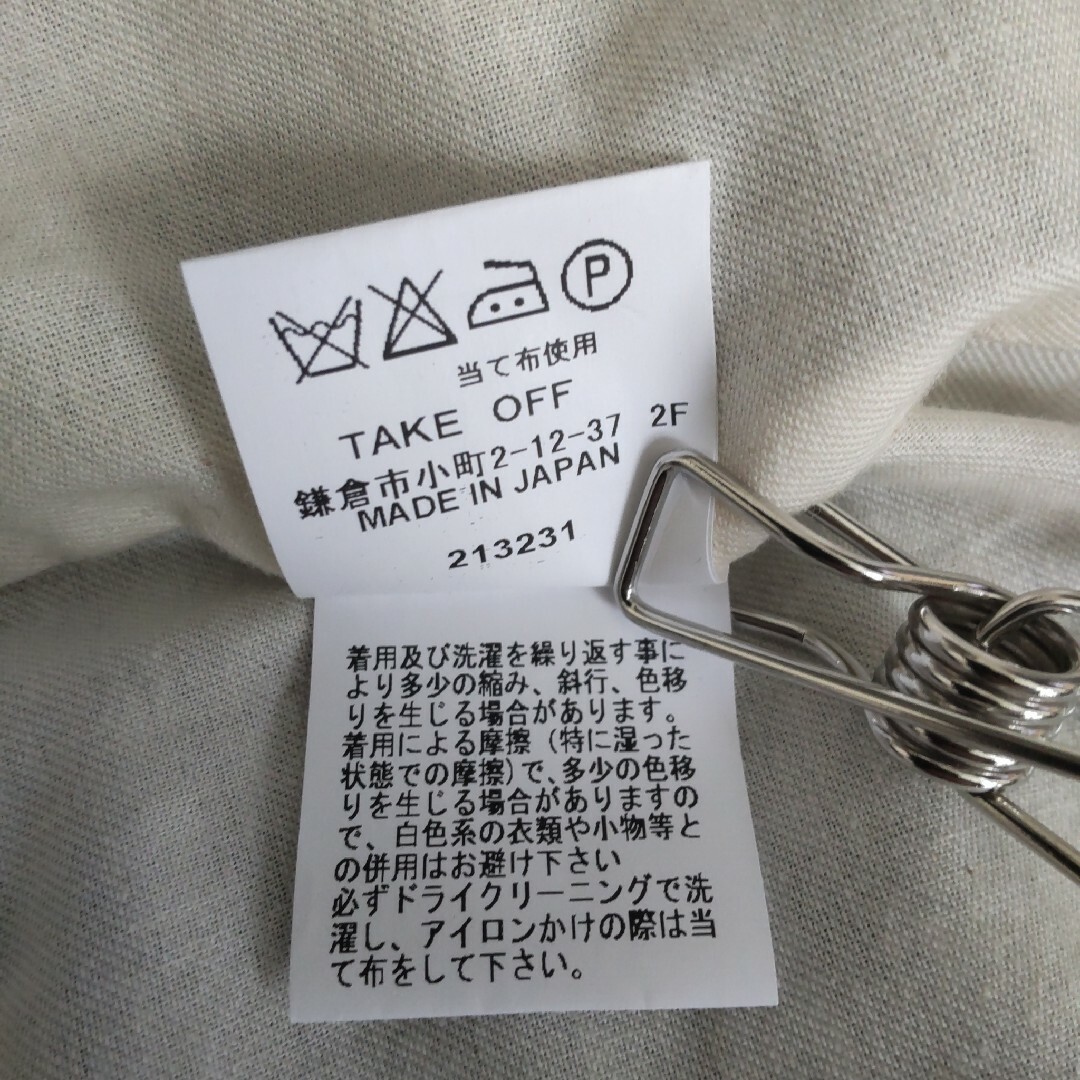 P
当て布使用
TAKE OFF
鎌倉市小町2-12-37 2F
MADE IN JAPAN
213231
着用及び洗濯を繰り返す事に
より多少の縮み、斜行、色移
りを生じる場合があります。
着用による摩擦(特に湿った
状態での摩擦)で、多少の色移
りを生じる場合がありますの
で、白色系の衣類や小物等と
の併用はお避け下さい
必ずドライクリーニングで洗
濯し、アイロンかけの際は当
て布をして下さい。